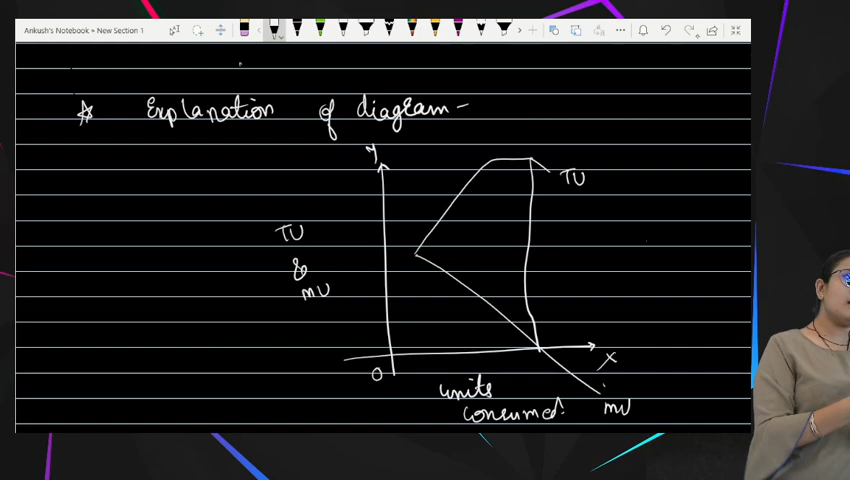 Ankush's Notebook > New Section 1
☆ Explanation of diagram -
Y
TU
TU
&
MU
X
O
units
consumed.
MU